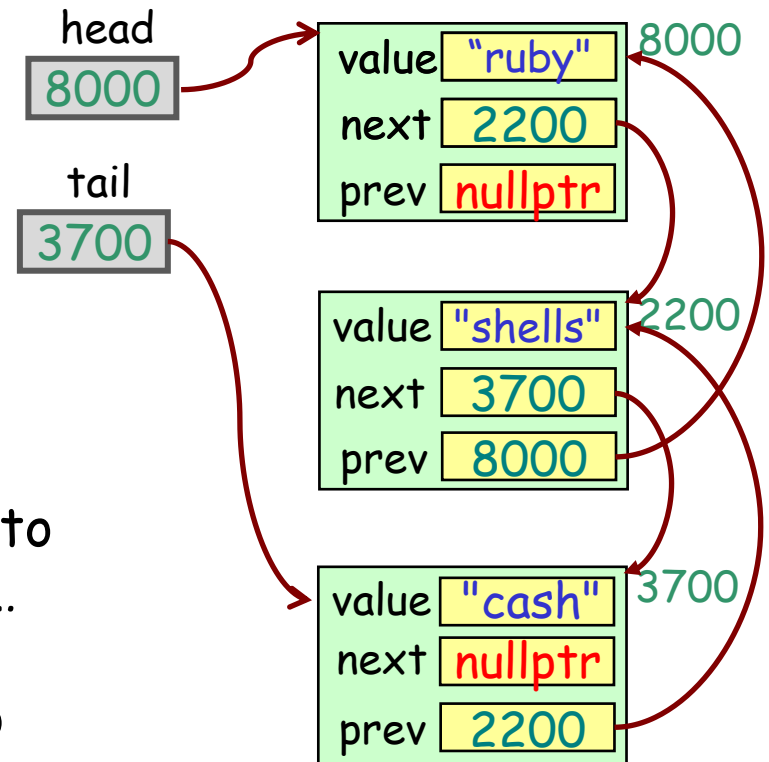 head
8000
value “ruby" 8000
next 2200
prev nullptr
tail
3700
value "shells" 2200
next 3700
prev 8000
to
..
value "cash" 3700
next nullptr
prev 2200